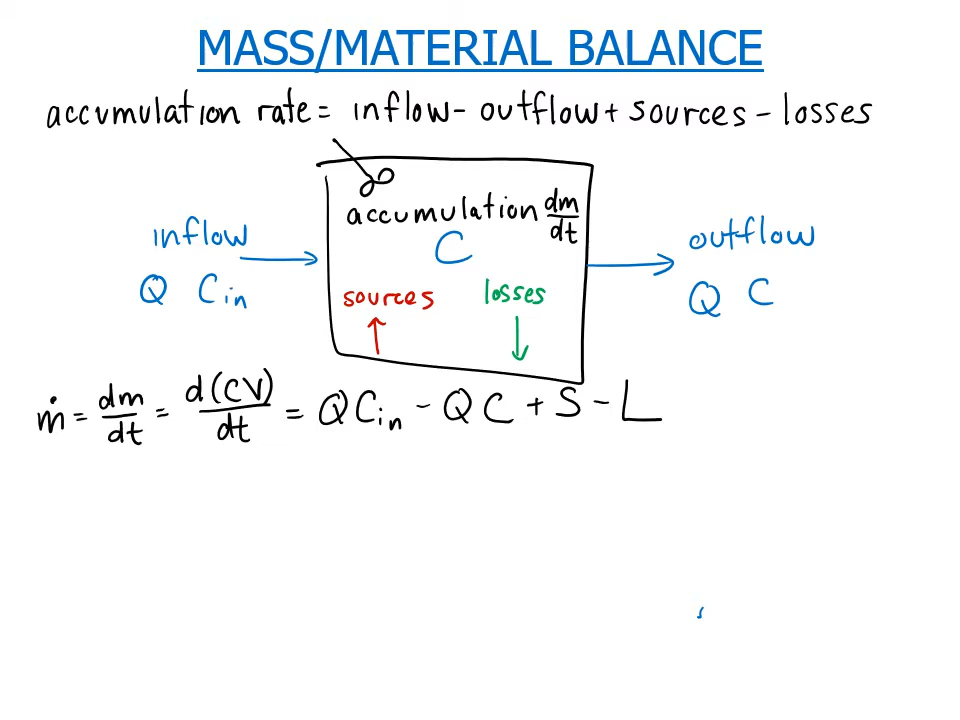 MASS/MATERIAL BALANCE
accumulation rate = inflow - outflow + sources - losses
accumulation dm/dt
inflow
outflow
C
Q Cin
Q C
sources
losses
ṁ = dm/dt = d(CV)/dt = QCin - QC + S - L